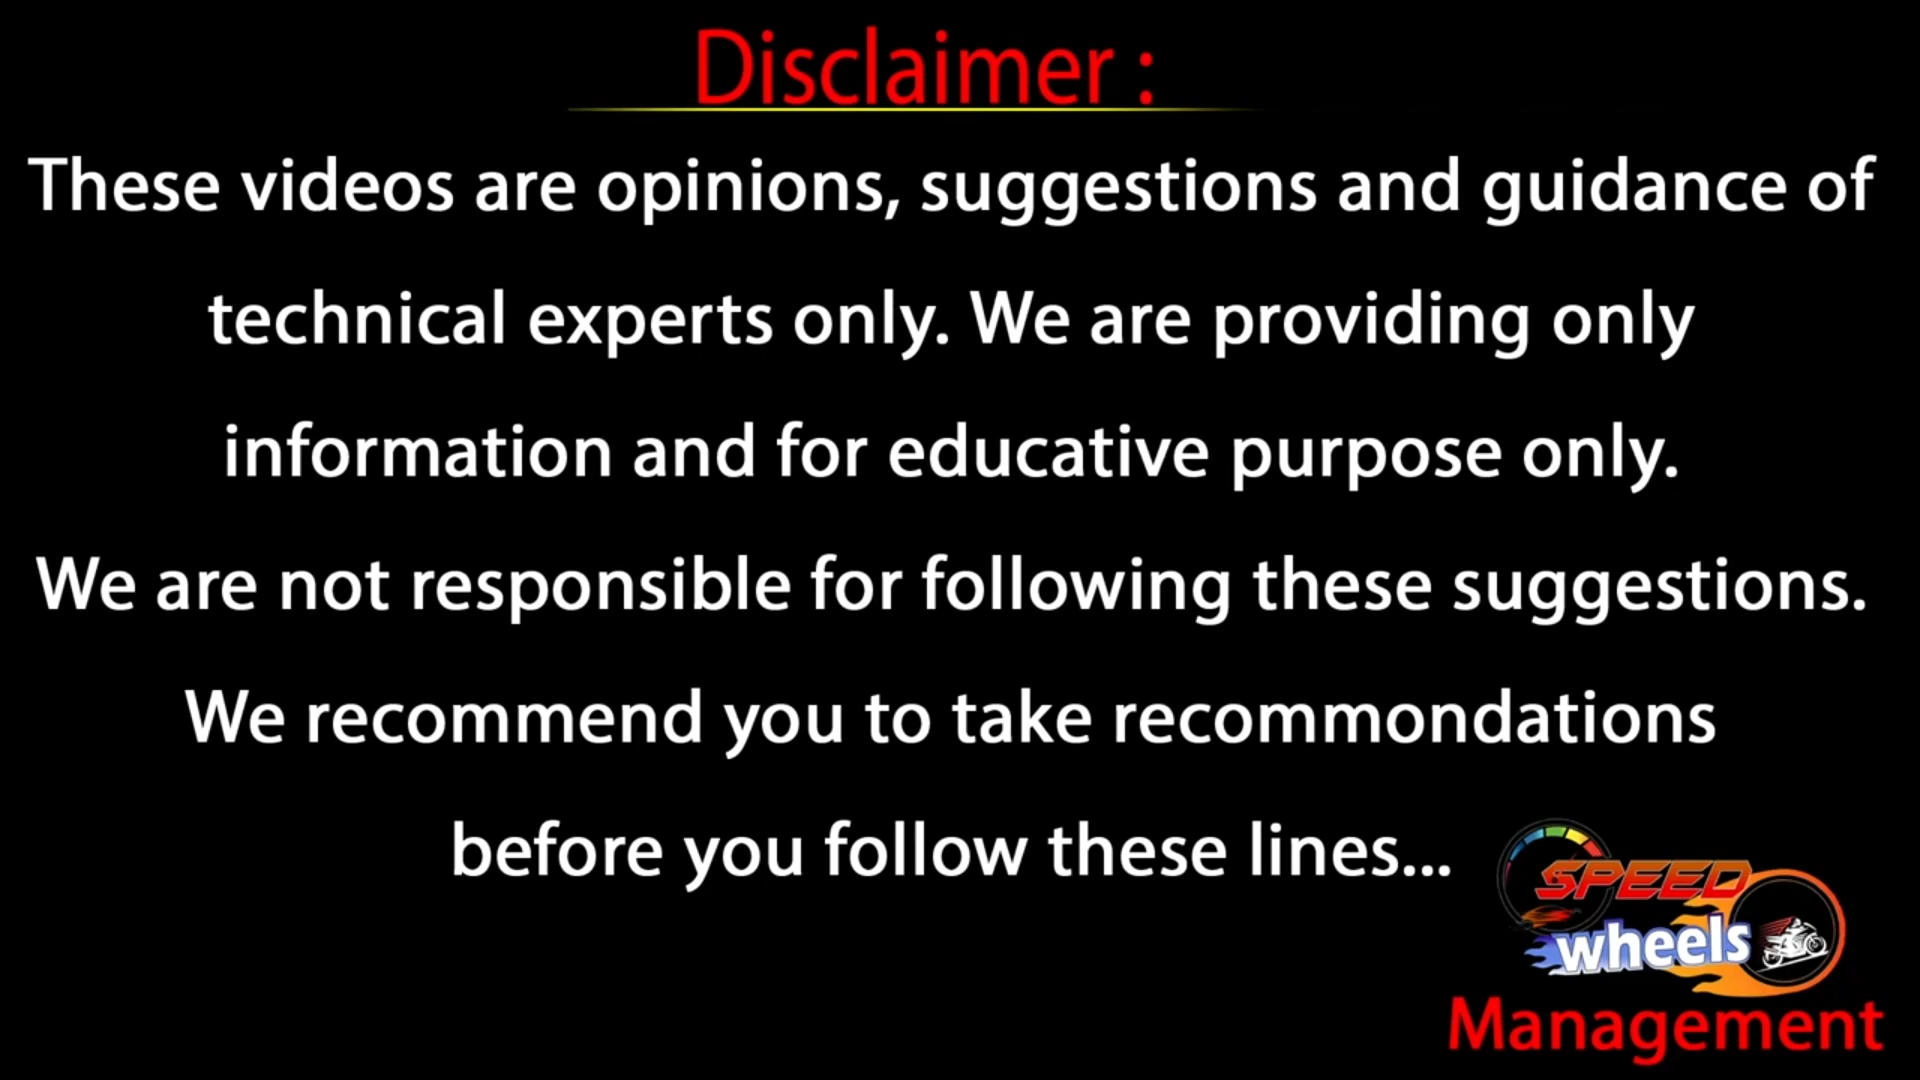 Disclaimer :
These videos are opinions, suggestions and guidance of
technical experts only. We are providing only
information and for educative purpose only.
We are not responsible for following these suggestions.
We recommend you to take recommondations
before you follow these lines...
SPEED
wheels
Management